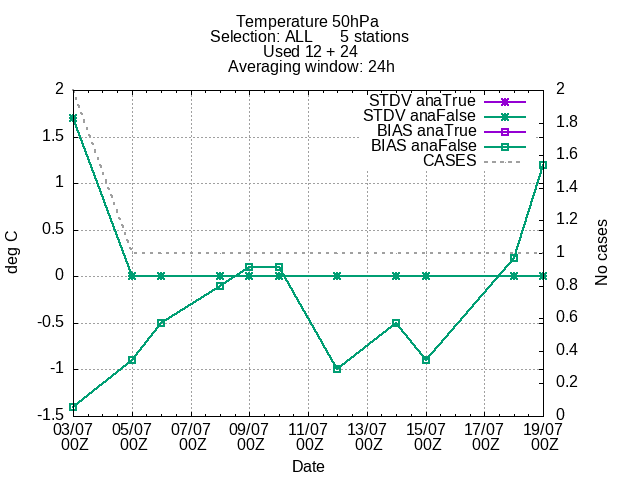 Temperature 50hPa
Selection: ALL 5 stations
Used 12 + 24
Averaging window: 24h
STDV anaTrue
STDV anaFalse
BIAS anaTrue
BIAS anaFalse
CASES
2
1.5
1
0.5
0
-0.5
-1
-1.5
deg C
2
1.8
1.6
1.4
1.2
1
0.8
0.6
0.4
0.2
0
No cases
03/07 05/07 07/07 09/07 11/07 13/07 15/07 17/07 19/07
00Z 00Z 00Z 00Z 00Z 00Z 00Z 00Z 00Z
Date